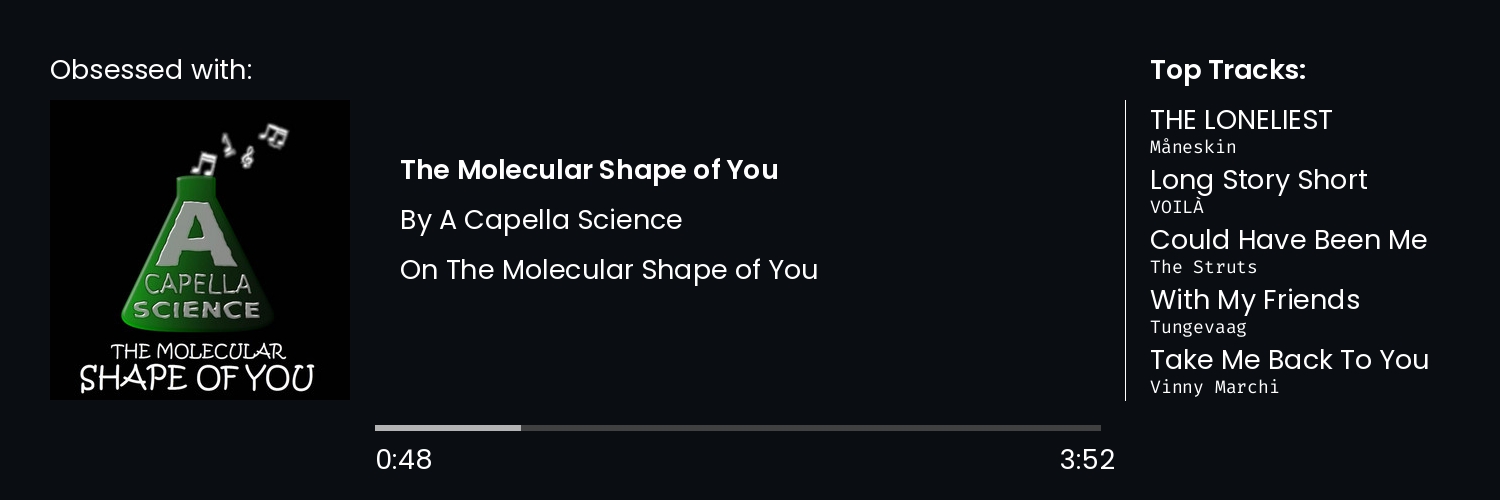 Obsessed with:
A
CAPELLA
SCIENCE
THE MOLECULAR
SHAPE OF YOU
The Molecular Shape of You
By A Capella Science
On The Molecular Shape of You
0:48
3:52
Top Tracks:
THE LONELIEST
Måneskin
Long Story Short
VOILÀ
Could Have Been Me
The Struts
With My Friends
Tungevaag
Take Me Back To You
Vinny Marchi